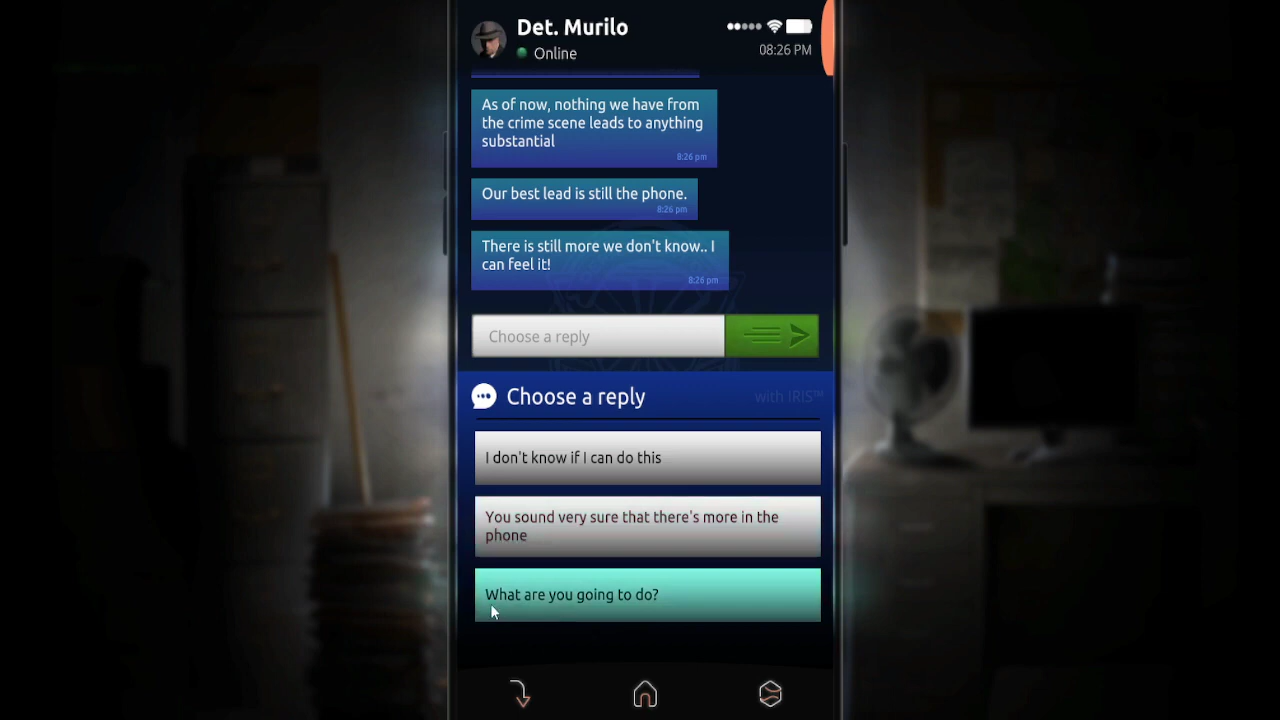 Det. Murilo
Online
08:26 PM
As of now, nothing we have from
the crime scene leads to anything
substantial
8:26 pm
Our best lead is still the phone.
8:26 pm
There is still more we don't know.. I
can feel it!
8:26 pm
Choose a reply
Choose a reply
with IRIS™
I don't know if I can do this
You sound very sure that there's more in the
phone
What are you going to do?